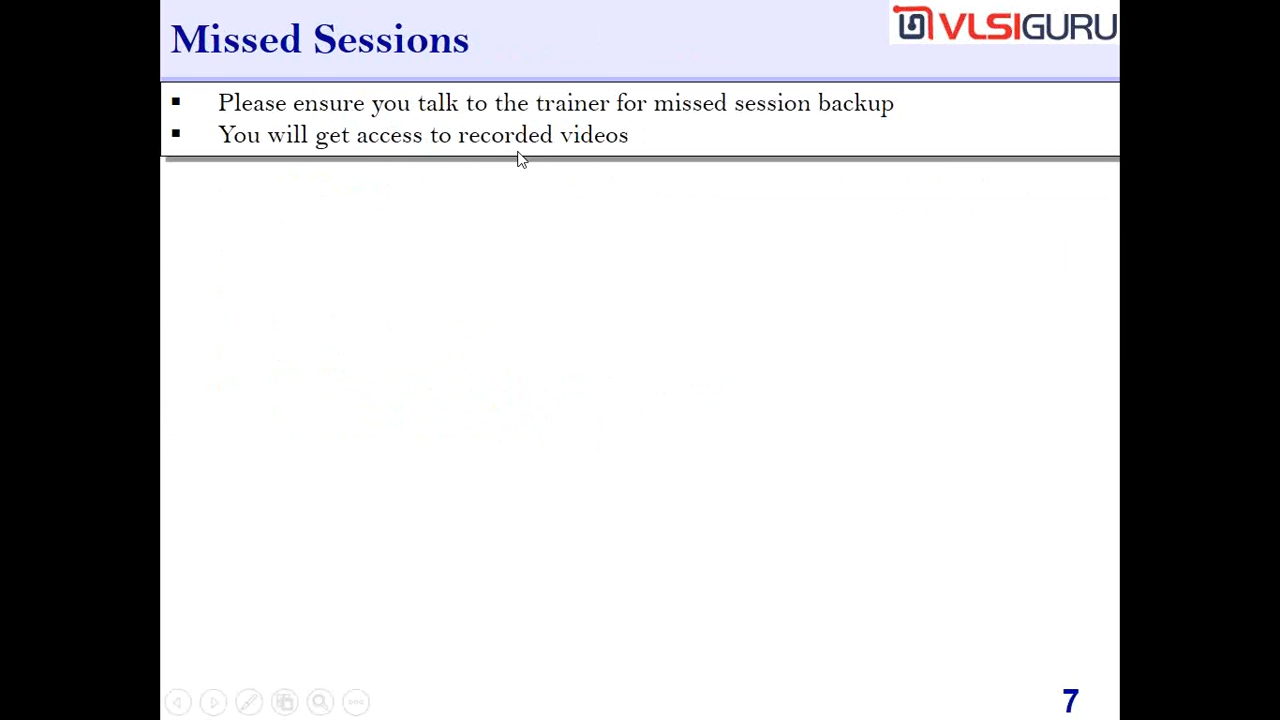 Missed Sessions
VLSIGURU
▪ Please ensure you talk to the trainer for missed session backup
▪ You will get access to recorded videos
7